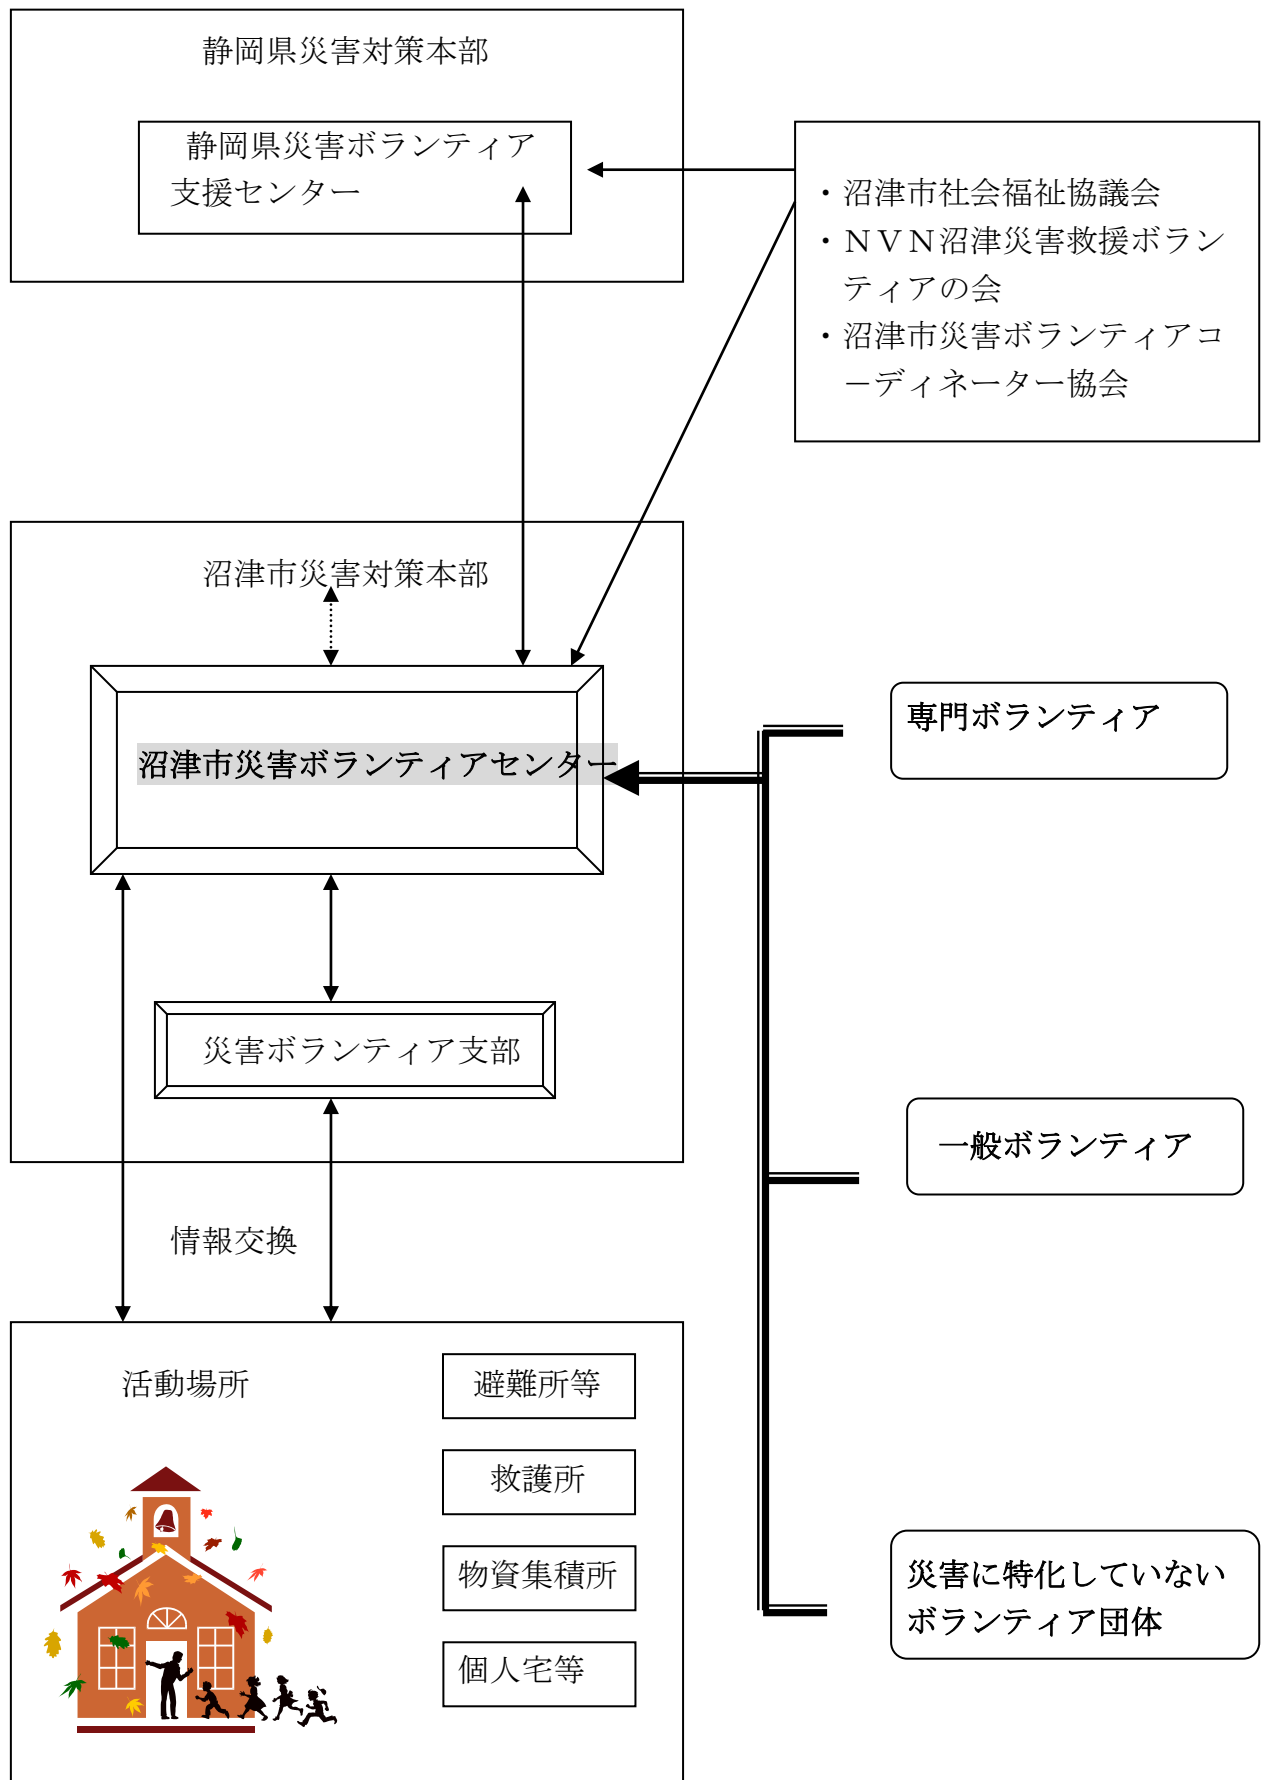 静岡県災害対策本部
静岡県災害ボランティア
支援センター
・沼津市社会福祉協議会
・ＮＶＮ沼津災害救援ボラン
ティアの会
・沼津市災害ボランティアコ
－ディネーター協会
沼津市災害対策本部
沼津市災害ボランティアセンター
専門ボランティア
災害ボランティア支部
一般ボランティア
情報交換
活動場所
避難所等
救護所
物資集積所
個人宅等
災害に特化していない
ボランティア団体